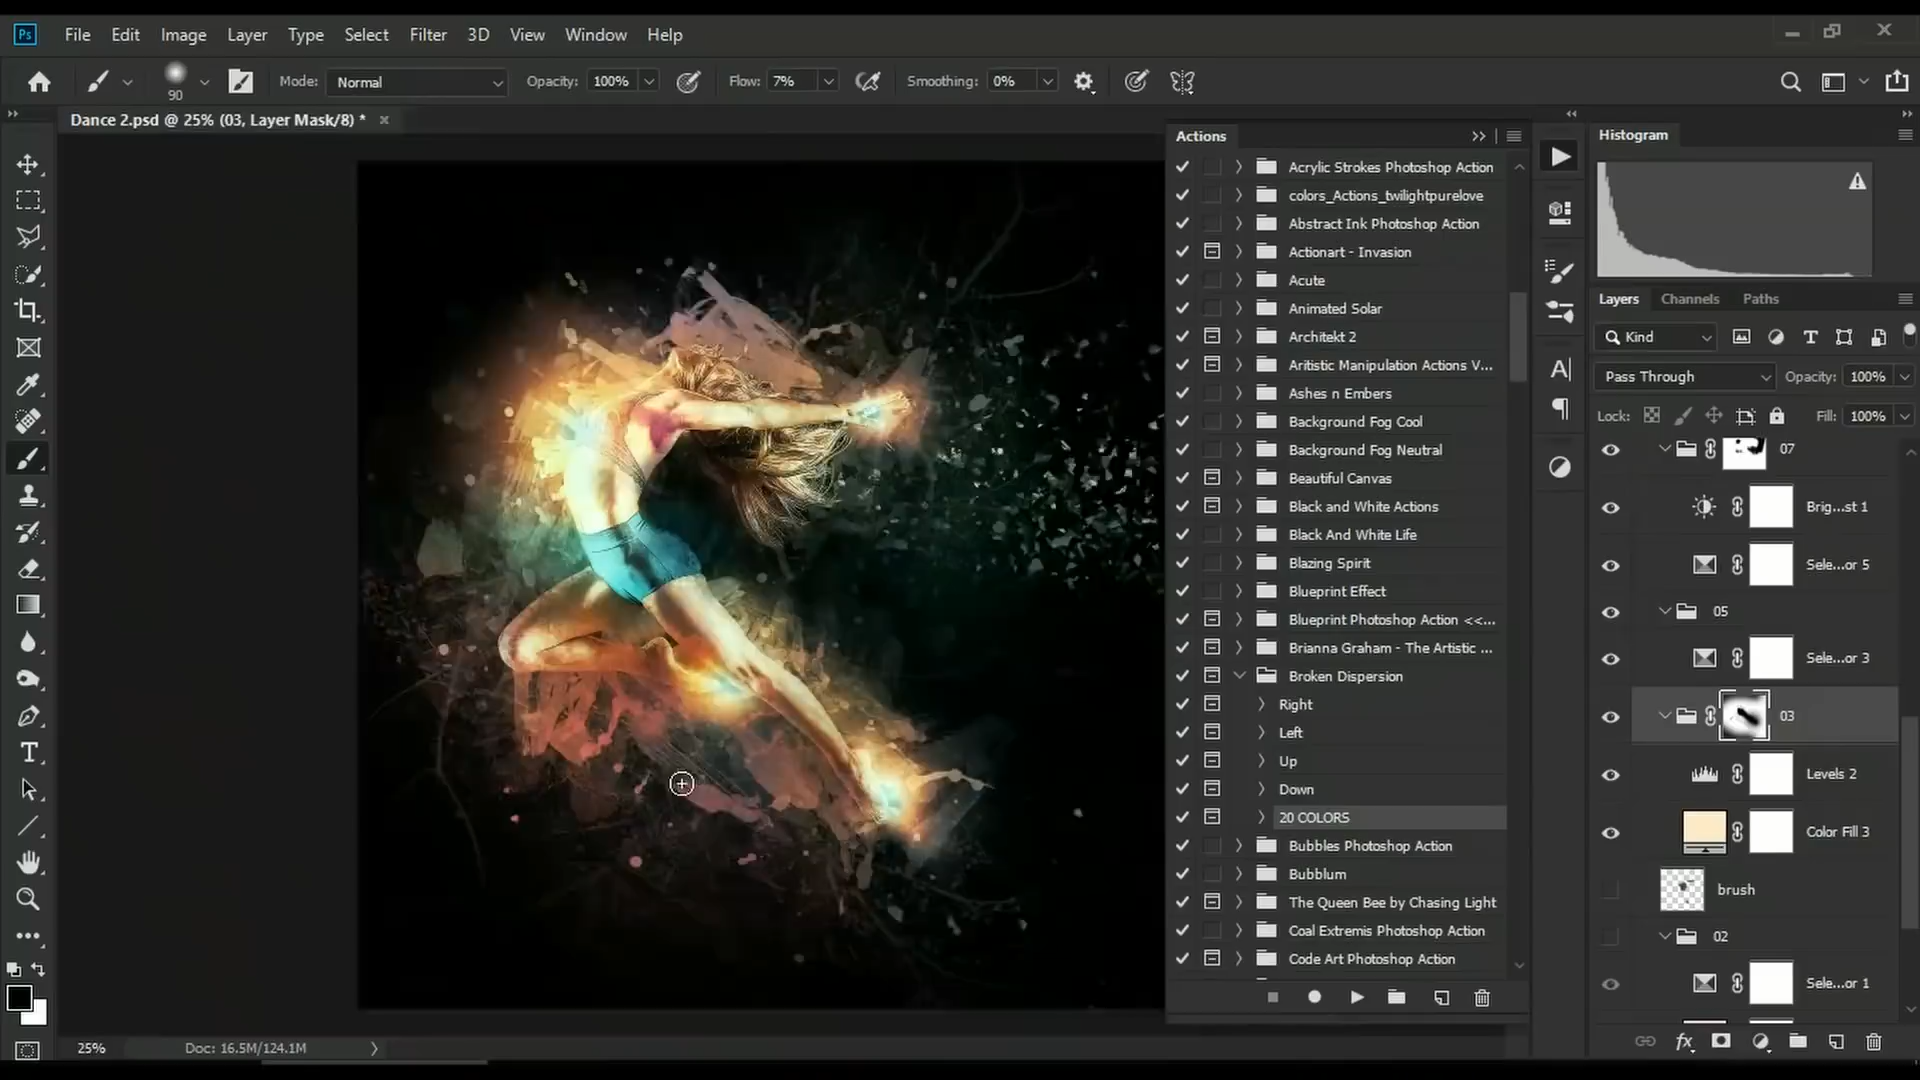 Ps File Edit Image Layer Type Select Filter 3D View Window Help
90 Mode: Normal Opacity: 100% Flow: 7% Smoothing: 0%
Dance 2.psd @ 25% (03, Layer Mask/8) *
Actions
Acrylic Strokes Photoshop Action
colors_Actions_twilightpurelove
Abstract Ink Photoshop Action
Actionart - Invasion
Acute
Animated Solar
Architekt 2
Aritistic Manipulation Actions V...
Ashes n Embers
Background Fog Cool
Background Fog Neutral
Beautiful Canvas
Black and White Actions
Black And White Life
Blazing Spirit
Blueprint Effect
Blueprint Photoshop Action <<...
Brianna Graham - The Artistic ...
Broken Dispersion
Right
Left
Up
Down
20 COLORS
Bubbles Photoshop Action
Bubblum
The Queen Bee by Chasing Light
Coal Extremis Photoshop Action
Code Art Photoshop Action
Histogram
Layers Channels Paths
Kind
Pass Through Opacity: 100%
Lock: Fill: 100%
07
Brig...st 1
Sele...or 5
05
Sele...or 3
03
Levels 2
Color Fill 3
brush
02
Sele...or 1
fx
25% Doc: 16.5M/124.1M